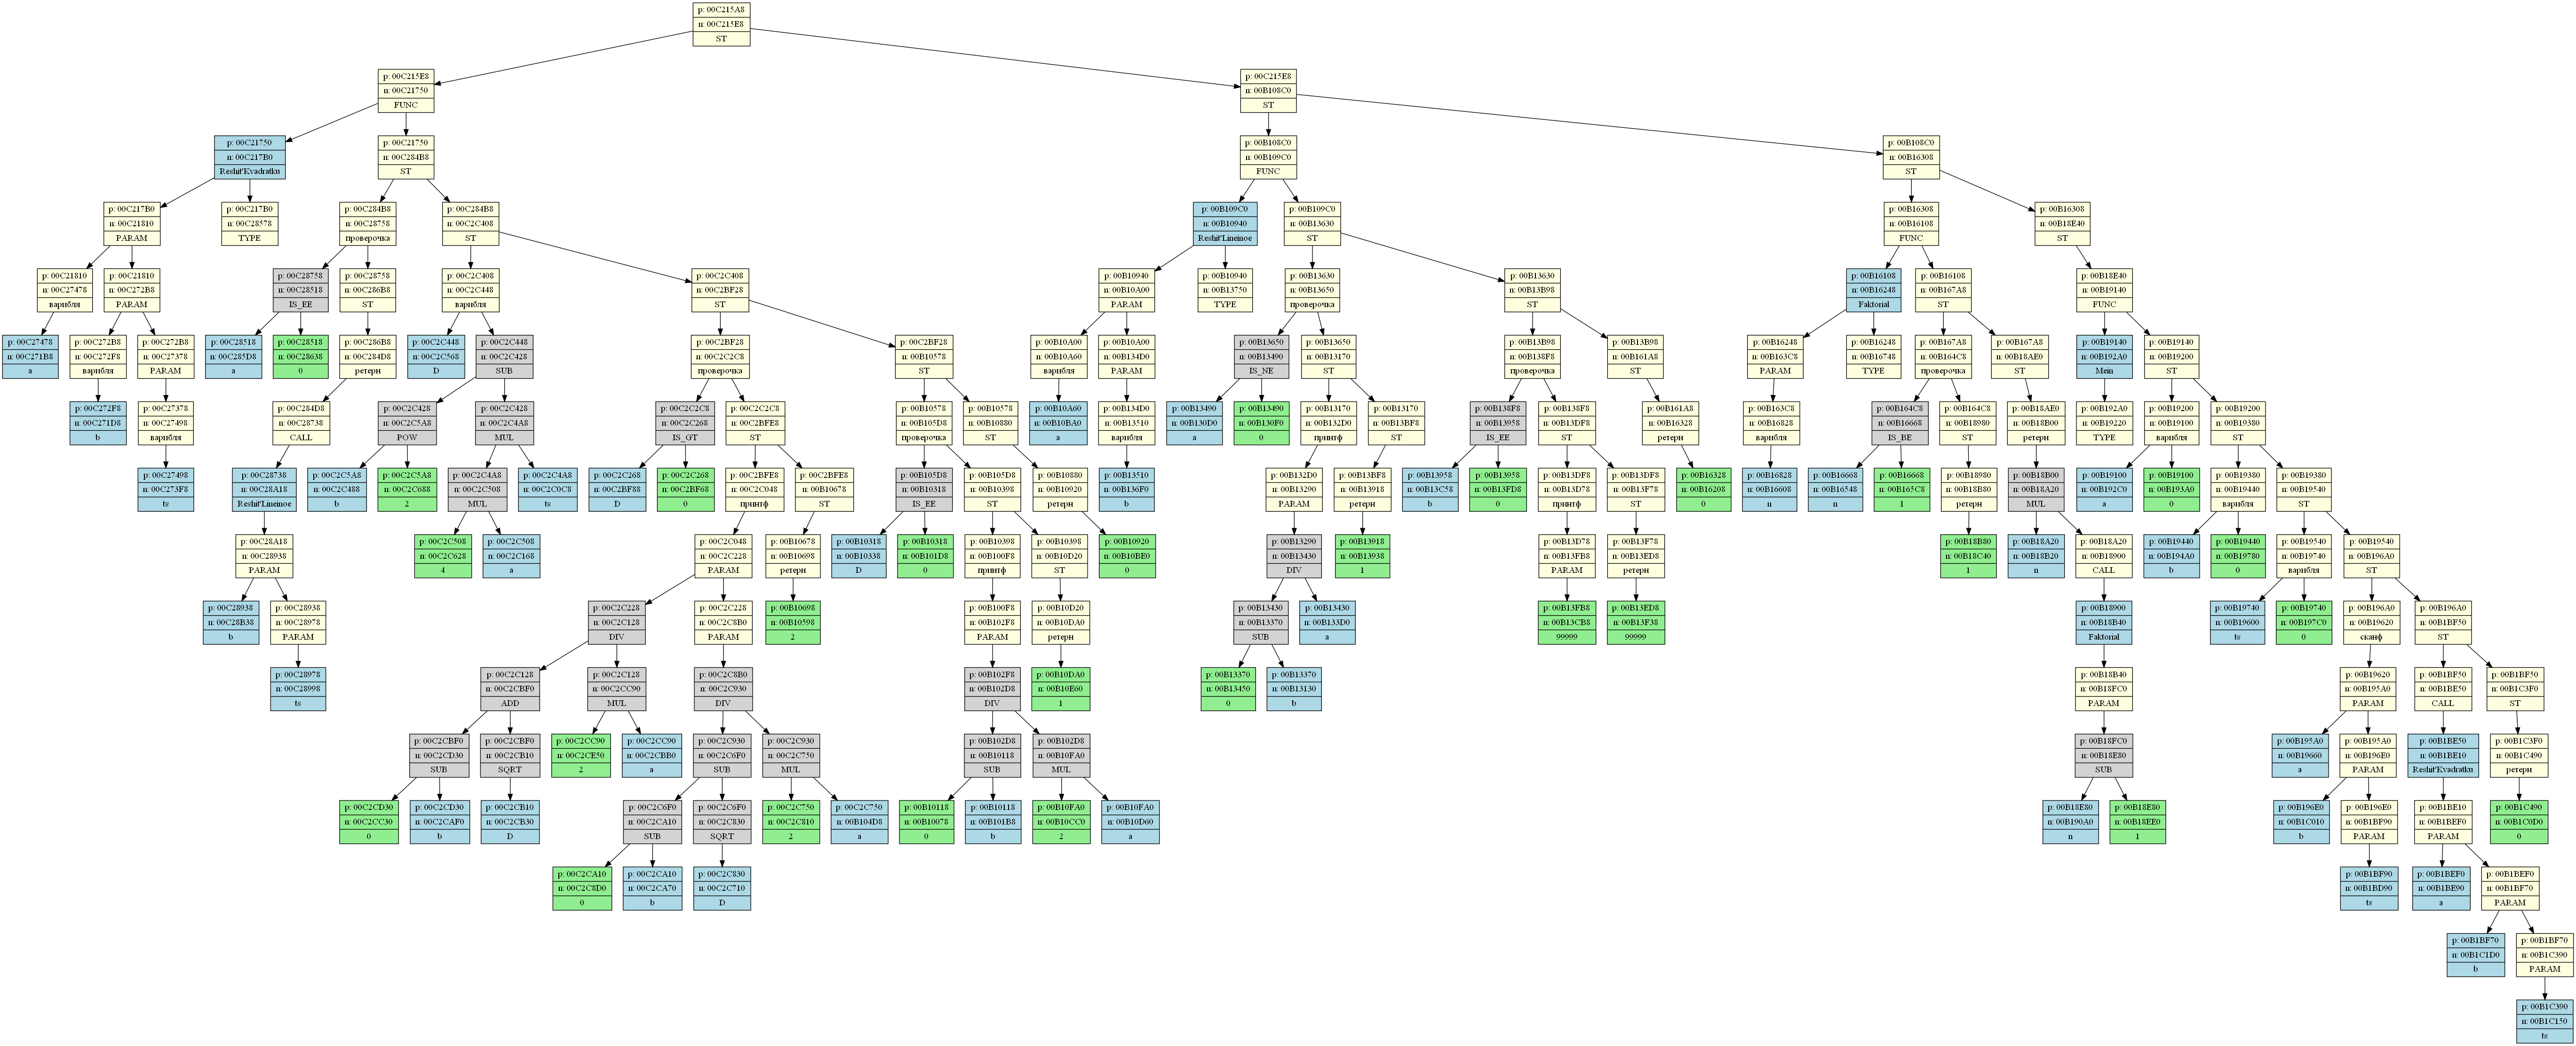 p: 00C215A8
n: 00C215E8
ST
p: 00C215E8
n: 00C21750
FUNC
p: 00C215E8
n: 00B108C0
ST
p: 00C21750
n: 00C217B0
Reshit'Kvadratku
p: 00C21750
n: 00C284B8
ST
p: 00B108C0
n: 00B109C0
FUNC
p: 00B108C0
n: 00B16308
ST
p: 00C217B0
n: 00C21810
PARAM
p: 00C217B0
n: 00C28578
TYPE
p: 00C284B8
n: 00C28758
проверочка
p: 00C284B8
n: 00C2C408
ST
p: 00B109C0
n: 00B10940
Reshit'Lineinoe
p: 00B109C0
n: 00B13630
ST
p: 00B16308
n: 00B16108
FUNC
p: 00B16308
n: 00B18E40
ST
p: 00C21810
n: 00C27478
варибля
p: 00C21810
n: 00C272B8
PARAM
p: 00C28758
n: 00C28518
IS_EE
p: 00C28758
n: 00C286B8
ST
p: 00C2C408
n: 00C2C448
варибля
p: 00C2C408
n: 00C2BF28
ST
p: 00B10940
n: 00B10A00
PARAM
p: 00B10940
n: 00B13750
TYPE
p: 00B13630
n: 00B13650
проверочка
p: 00B13630
n: 00B13B98
ST
p: 00B16108
n: 00B16248
Faktorial
p: 00B16108
n: 00B167A8
ST
p: 00B18E40
n: 00B19140
FUNC
p: 00C27478
n: 00C271B8
a
p: 00C272B8
n: 00C272F8
варибля
p: 00C272B8
n: 00C27378
PARAM
p: 00C28518
n: 00C285D8
a
p: 00C28518
n: 00C28638
0
p: 00C286B8
n: 00C284D8
ретерн
p: 00C2C448
n: 00C2C568
D
p: 00C2C448
n: 00C2C428
SUB
p: 00C2BF28
n: 00C2C2C8
проверочка
p: 00C2BF28
n: 00B10578
ST
p: 00B10A00
n: 00B10A60
варибля
p: 00B10A00
n: 00B134D0
PARAM
p: 00B13650
n: 00B13490
IS_NE
p: 00B13650
n: 00B13170
ST
p: 00B13B98
n: 00B138F8
проверочка
p: 00B13B98
n: 00B161A8
ST
p: 00B16248
n: 00B163C8
PARAM
p: 00B16248
n: 00B16748
TYPE
p: 00B167A8
n: 00B164C8
проверочка
p: 00B167A8
n: 00B18AE0
ST
p: 00B19140
n: 00B192A0
Mein
p: 00B19140
n: 00B19200
ST
p: 00C272F8
n: 00C271D8
b
p: 00C27378
n: 00C27498
варибля
p: 00C284D8
n: 00C28738
CALL
p: 00C2C428
n: 00C2C5A8
POW
p: 00C2C428
n: 00C2C4A8
MUL
p: 00C2C2C8
n: 00C2C268
IS_GT
p: 00C2C2C8
n: 00C2BFE8
ST
p: 00B10578
n: 00B105D8
проверочка
p: 00B10578
n: 00B10880
ST
p: 00B10A60
n: 00B10BA0
a
p: 00B134D0
n: 00B13510
варибля
p: 00B13490
n: 00B130D0
a
p: 00B13490
n: 00B130F0
0
p: 00B13170
n: 00B132D0
принтф
p: 00B13170
n: 00B13BF8
ST
p: 00B138F8
n: 00B13958
IS_EE
p: 00B138F8
n: 00B13DF8
ST
p: 00B161A8
n: 00B16328
ретерн
p: 00B163C8
n: 00B16828
варибля
p: 00B164C8
n: 00B16668
IS_BE
p: 00B164C8
n: 00B18980
ST
p: 00B18AE0
n: 00B18B00
ретерн
p: 00B192A0
n: 00B19220
TYPE
p: 00B19200
n: 00B19100
варибля
p: 00B19200
n: 00B19380
ST
p: 00C27498
n: 00C273F8
ts
p: 00C28738
n: 00C28A18
Reshit'Lineinoe
p: 00C2C5A8
n: 00C2C488
b
p: 00C2C5A8
n: 00C2C688
2
p: 00C2C4A8
n: 00C2C508
MUL
p: 00C2C4A8
n: 00C2C0C8
ts
p: 00C2C268
n: 00C2BF88
D
p: 00C2C268
n: 00C2BF68
0
p: 00C2BFE8
n: 00C2C048
принтф
p: 00C2BFE8
n: 00B10678
ST
p: 00B105D8
n: 00B10318
IS_EE
p: 00B105D8
n: 00B10398
ST
p: 00B10880
n: 00B10920
ретерн
p: 00B13510
n: 00B136F0
b
p: 00B132D0
n: 00B13290
PARAM
p: 00B13BF8
n: 00B13918
ретерн
p: 00B13958
n: 00B13C58
b
p: 00B13958
n: 00B13FD8
0
p: 00B13DF8
n: 00B13D78
принтф
p: 00B13DF8
n: 00B13F78
ST
p: 00B16328
n: 00B16208
0
p: 00B16828
n: 00B16608
n
p: 00B16668
n: 00B16548
n
p: 00B16668
n: 00B165C8
1
p: 00B18980
n: 00B18B80
ретерн
p: 00B18B00
n: 00B18A20
MUL
p: 00B19100
n: 00B192C0
a
p: 00B19100
n: 00B193A0
0
p: 00B19380
n: 00B19440
варибля
p: 00B19380
n: 00B19540
ST
p: 00C28A18
n: 00C28938
PARAM
p: 00C2C508
n: 00C2C628
4
p: 00C2C508
n: 00C2C168
a
p: 00C2C048
n: 00C2C228
PARAM
p: 00B10678
n: 00B10698
ретерн
p: 00B10318
n: 00B10338
D
p: 00B10318
n: 00B101D8
0
p: 00B10398
n: 00B100F8
принтф
p: 00B10398
n: 00B10D20
ST
p: 00B10920
n: 00B10BE0
0
p: 00B13290
n: 00B13430
DIV
p: 00B13918
n: 00B13938
1
p: 00B13D78
n: 00B13FB8
PARAM
p: 00B13F78
n: 00B13ED8
ретерн
p: 00B18B80
n: 00B18C40
1
p: 00B18A20
n: 00B18B20
n
p: 00B18A20
n: 00B18900
CALL
p: 00B19440
n: 00B194A0
b
p: 00B19440
n: 00B19780
0
p: 00B19540
n: 00B19740
варибля
p: 00B19540
n: 00B196A0
ST
p: 00C28938
n: 00C28B38
b
p: 00C28938
n: 00C28978
PARAM
p: 00C2C228
n: 00C2C128
DIV
p: 00C2C228
n: 00C2C8B0
PARAM
p: 00B10698
n: 00B10598
2
p: 00B100F8
n: 00B102F8
PARAM
p: 00B10D20
n: 00B10DA0
ретерн
p: 00B13430
n: 00B13370
SUB
p: 00B13430
n: 00B133D0
a
p: 00B13FB8
n: 00B13CB8
99999
p: 00B13ED8
n: 00B13F38
99999
p: 00B18900
n: 00B18B40
Faktorial
p: 00B19740
n: 00B19600
ts
p: 00B19740
n: 00B197C0
0
p: 00B196A0
n: 00B19620
сканф
p: 00B196A0
n: 00B1BF50
ST
p: 00C28978
n: 00C28998
ts
p: 00C2C128
n: 00C2CBF0
ADD
p: 00C2C128
n: 00C2CC90
MUL
p: 00C2C8B0
n: 00C2C930
DIV
p: 00B102F8
n: 00B102D8
DIV
p: 00B10DA0
n: 00B10E60
1
p: 00B13370
n: 00B13450
0
p: 00B13370
n: 00B13130
b
p: 00B18B40
n: 00B18FC0
PARAM
p: 00B19620
n: 00B195A0
PARAM
p: 00B1BF50
n: 00B1BE50
CALL
p: 00B1BF50
n: 00B1C3F0
ST
p: 00C2CBF0
n: 00C2CD30
SUB
p: 00C2CBF0
n: 00C2CB10
SQRT
p: 00C2CC90
n: 00C2CE50
2
p: 00C2CC90
n: 00C2CBB0
a
p: 00C2C930
n: 00C2C6F0
SUB
p: 00C2C930
n: 00C2C750
MUL
p: 00B102D8
n: 00B10118
SUB
p: 00B102D8
n: 00B10FA0
MUL
p: 00B18FC0
n: 00B18E80
SUB
p: 00B195A0
n: 00B19660
a
p: 00B195A0
n: 00B196E0
PARAM
p: 00B1BE50
n: 00B1BE10
Reshit'Kvadratku
p: 00B1C3F0
n: 00B1C490
ретерн
p: 00C2CD30
n: 00C2CC30
0
p: 00C2CD30
n: 00C2CAF0
b
p: 00C2CB10
n: 00C2CB30
D
p: 00C2C6F0
n: 00C2CA10
SUB
p: 00C2C6F0
n: 00C2C830
SQRT
p: 00C2C750
n: 00C2C810
2
p: 00C2C750
n: 00B104D8
a
p: 00B10118
n: 00B10078
0
p: 00B10118
n: 00B101B8
b
p: 00B10FA0
n: 00B10CC0
2
p: 00B10FA0
n: 00B10D60
a
p: 00B18E80
n: 00B190A0
n
p: 00B18E80
n: 00B18EE0
1
p: 00B196E0
n: 00B1C010
b
p: 00B196E0
n: 00B1BF90
PARAM
p: 00B1BE10
n: 00B1BEF0
PARAM
p: 00B1C490
n: 00B1C0D0
0
p: 00C2CA10
n: 00C2C8D0
0
p: 00C2CA10
n: 00C2CA70
b
p: 00C2C830
n: 00C2C710
D
p: 00B1BF90
n: 00B1BD90
ts
p: 00B1BEF0
n: 00B1BE90
a
p: 00B1BEF0
n: 00B1BF70
PARAM
p: 00B1BF70
n: 00B1C1D0
b
p: 00B1BF70
n: 00B1C390
PARAM
p: 00B1C390
n: 00B1C150
ts